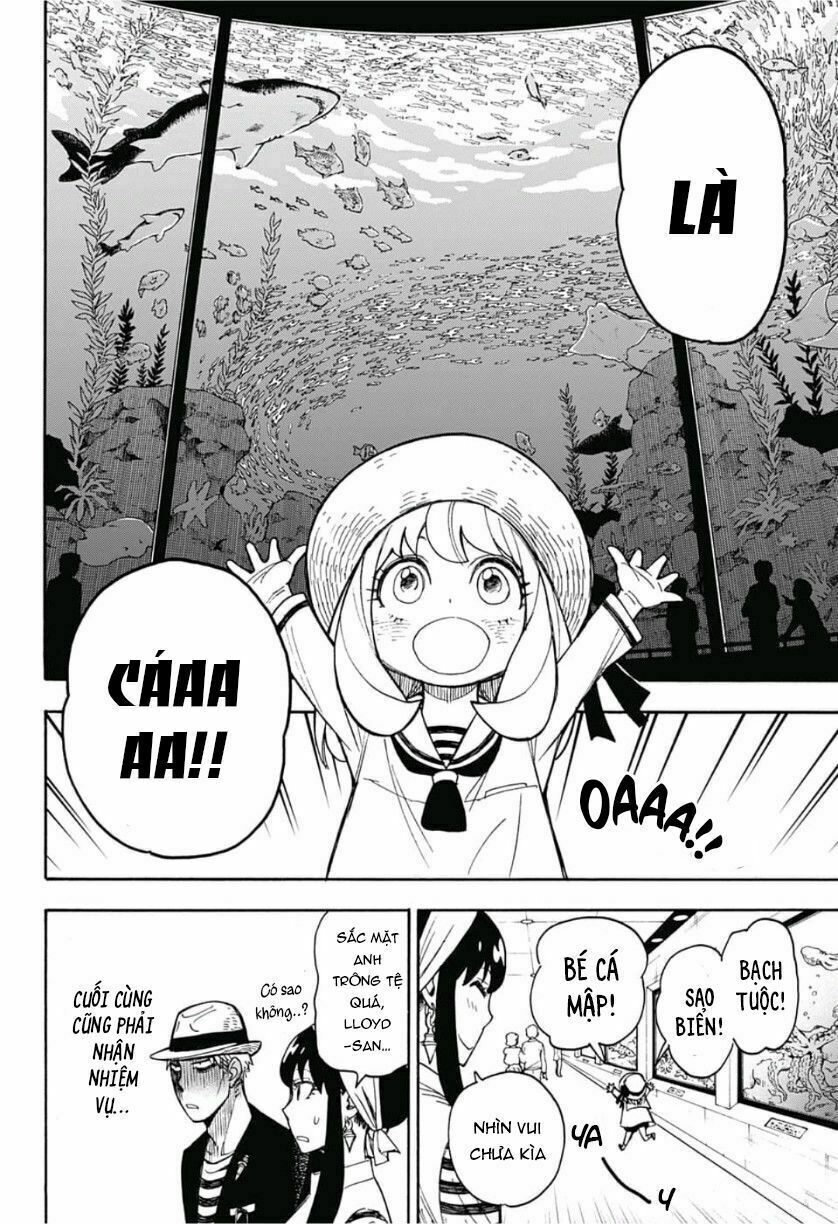 LÀ
CÁAA
AA!!
OAAA!!
BẠCH
TUỘC!
SAO
BIỂN!
BÉ CÁ
MẬP!
NHÌN VUI
CHƯA KÌA
YA
Y
SẮC MẶT
ANH
TRÔNG TỆ
QUÁ,
LLOYD
-SAN...
Có sao
không..?
CUỐI CÙNG
CŨNG PHẢI
NHẬN
NHIỆM
VỤ...